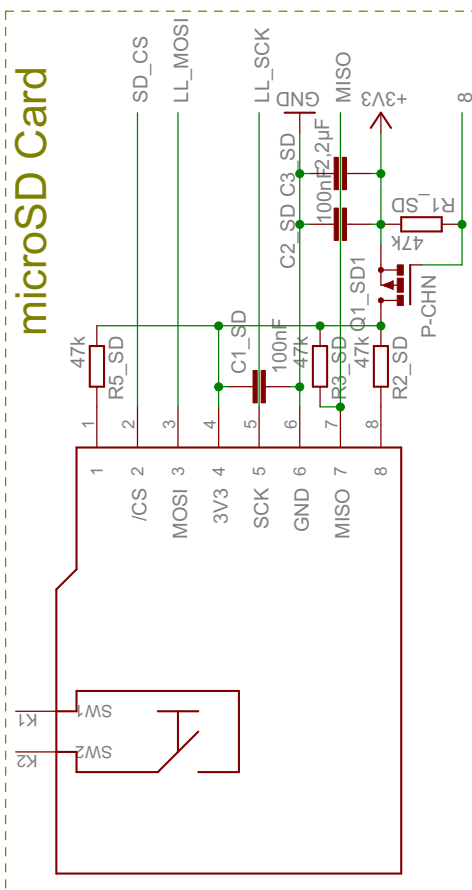 microSD Card
SD_CS
LL_MOSI
LL_SCK
GND
MISO
+3V3
8
C3_SD
2,2µF
C2_SD
100nF
R1_SD
47k
Q1_SD1
P-CHN
47k
R5_SD
C1_SD
100nF
47k
R3_SD
47k
R2_SD
1
2
3
4
5
6
7
8
1
2
3
4
5
6
7
8
/CS
MOSI
3V3
SCK
GND
MISO
K1
SW1
K2
SW2